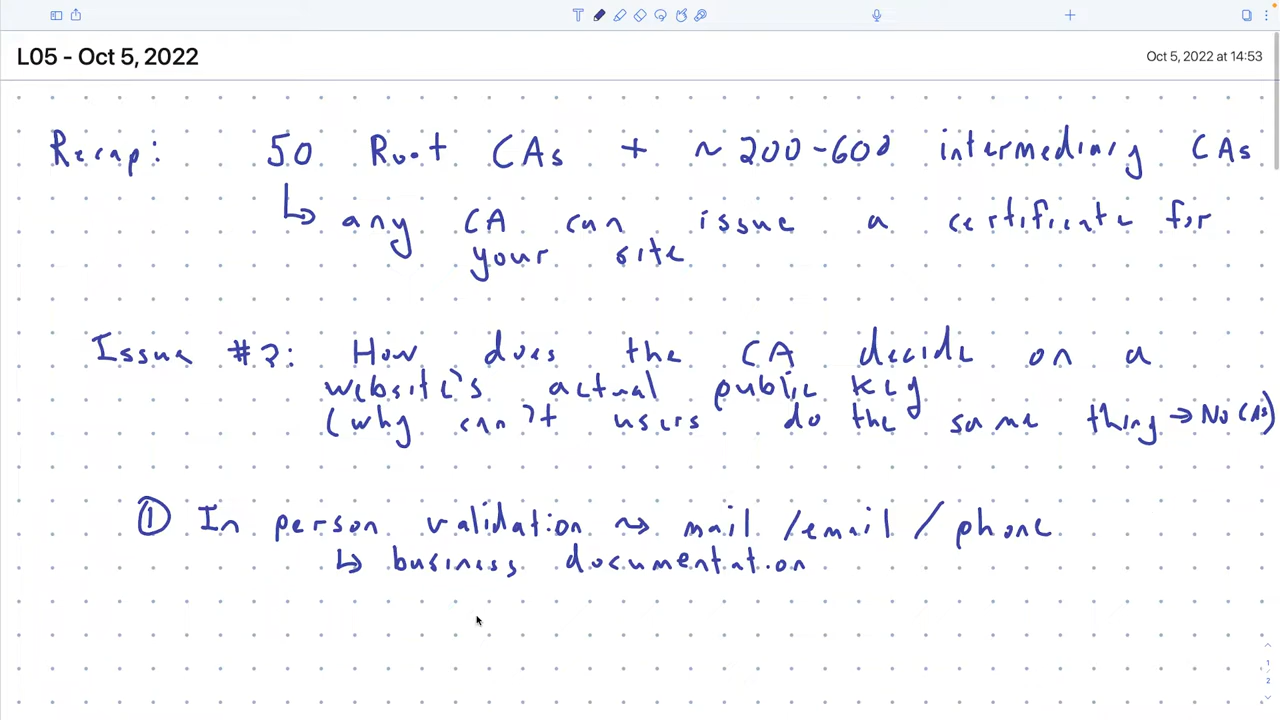 L05 - Oct 5, 2022
Oct 5, 2022 at 14:53
Recap: 50 Root CAs + ~ 200-600 intermediary CAs
↳ any CA can issue a certificate for
your site
Issue #2: How does the CA decide on a
website's actual public key
(why can't users do the same thing → No CAs)
① In person validation ⇝ mail / email / phone
↳ business documentation
1
2